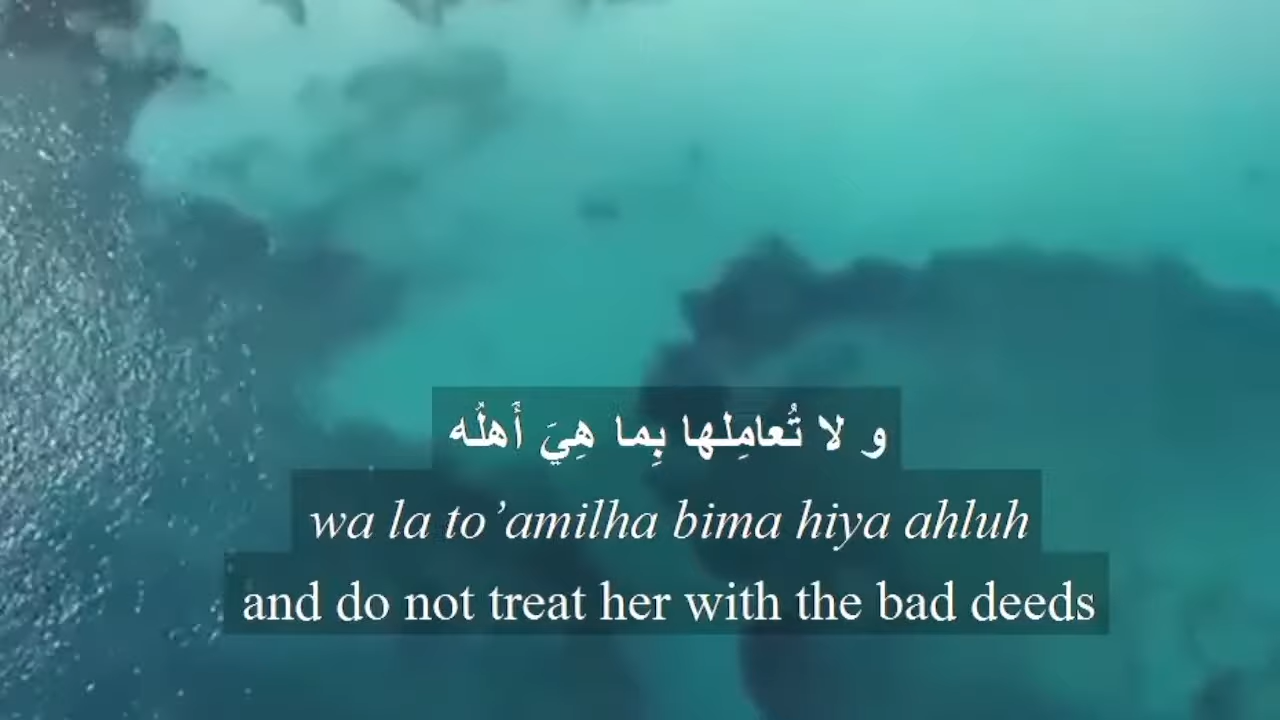 و لا تُعامِلها بِما هِيَ أَهلُه
wa la to’amilha bima hiya ahluh
and do not treat her with the bad deeds